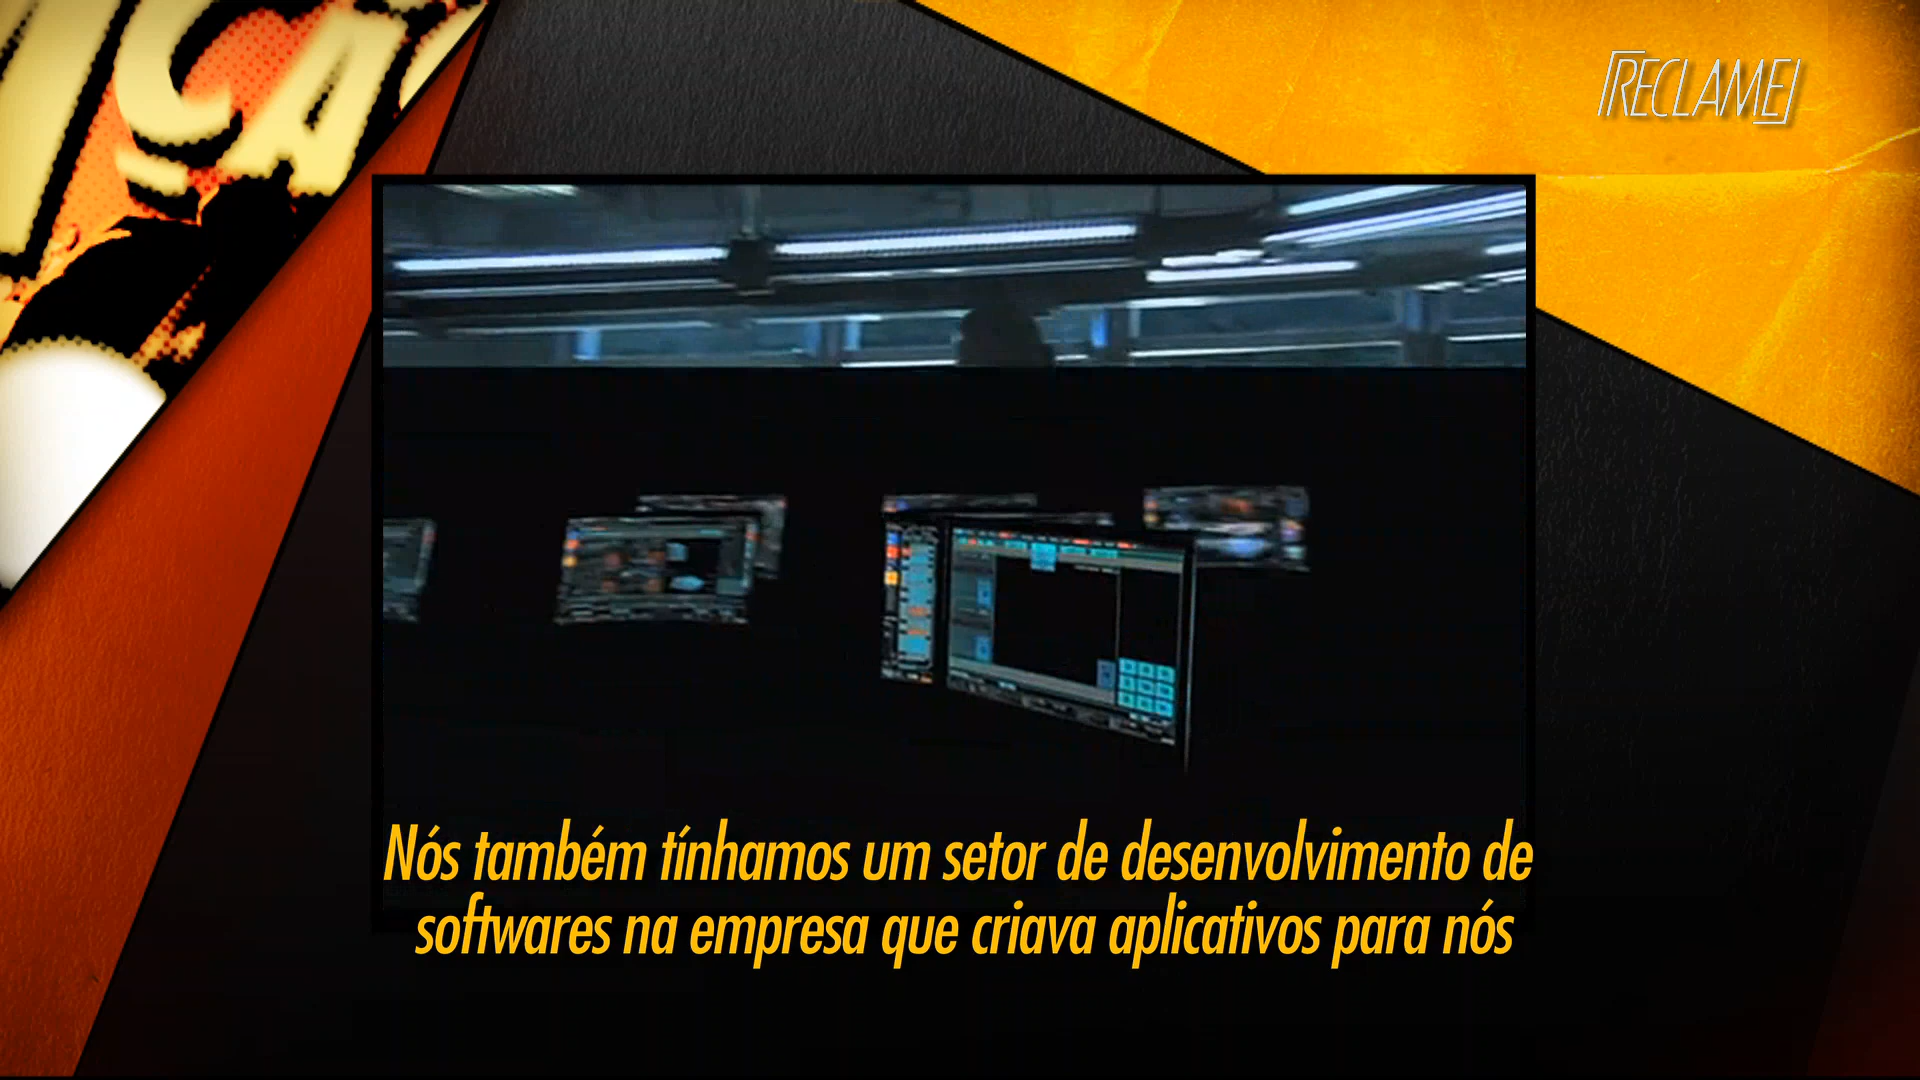 RECLAME
Nós também tínhamos um setor de desenvolvimento de
softwares na empresa que criava aplicativos para nós